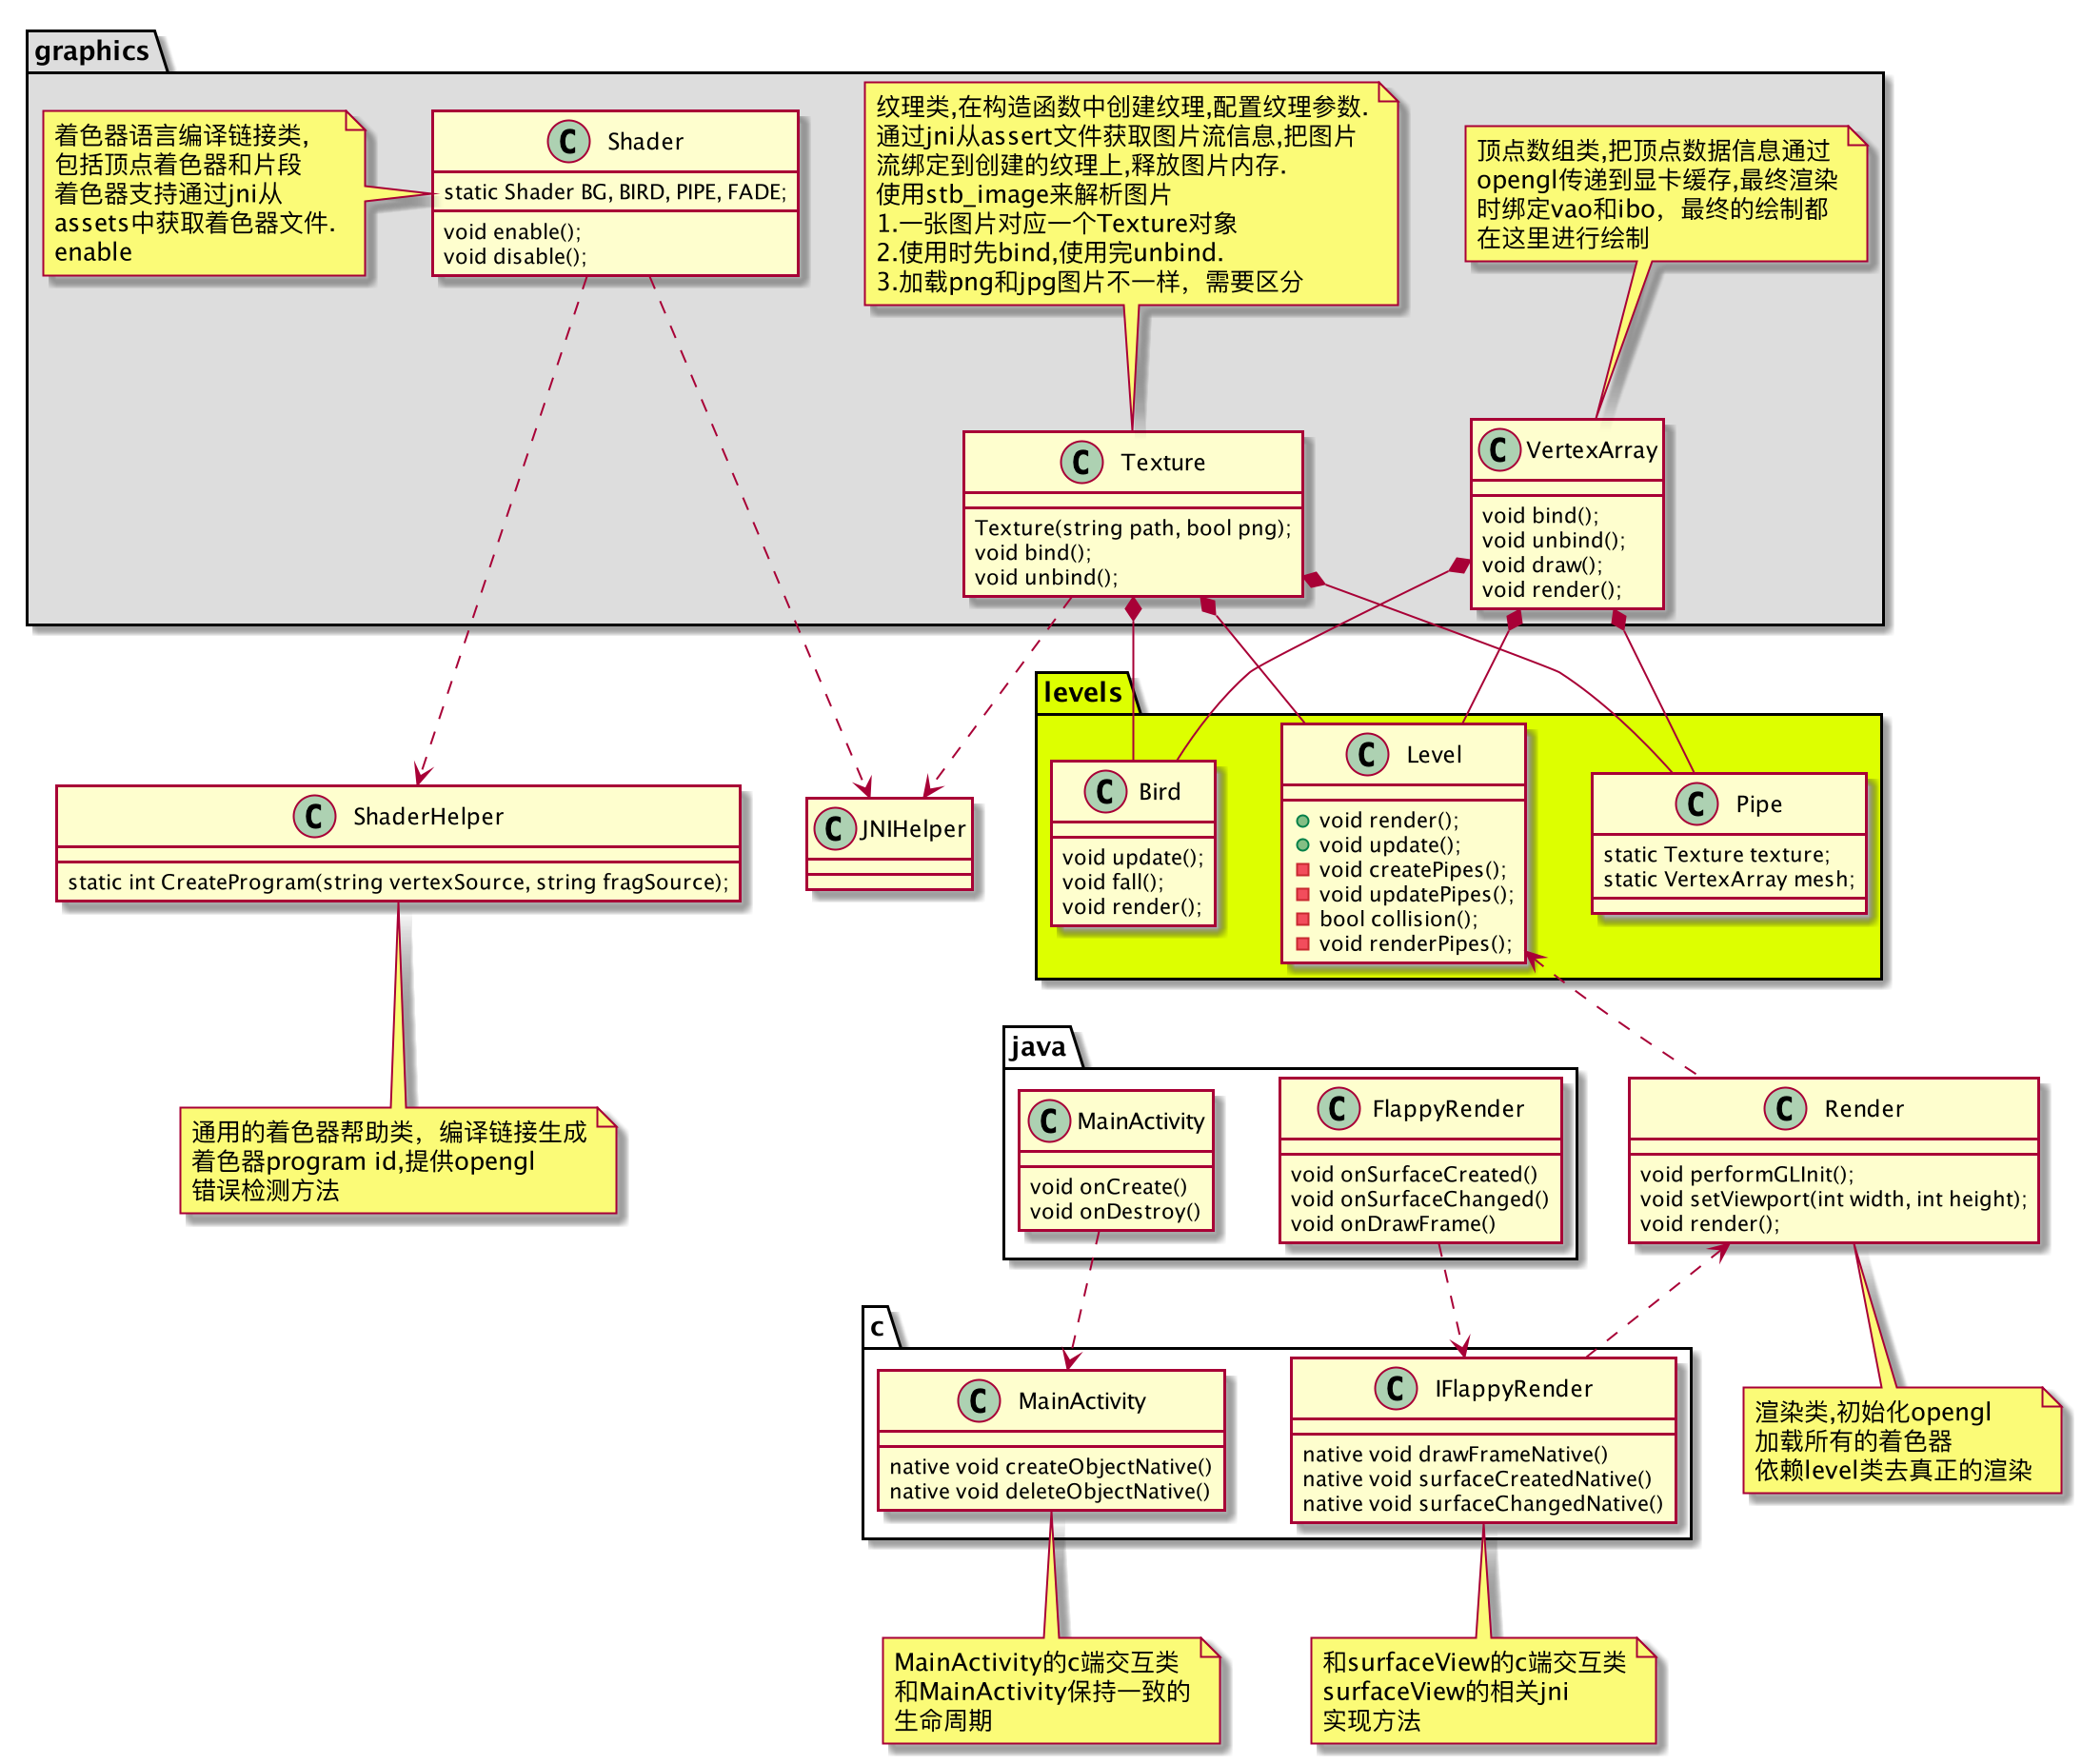 graphics
着色器语言编译链接类,
包括顶点着色器和片段
着色器支持通过jni从
assets中获取着色器文件.
enable
C Shader
static Shader BG, BIRD, PIPE, FADE;
void enable();
void disable();
纹理类,在构造函数中创建纹理,配置纹理参数.
通过jni从assert文件获取图片流信息,把图片
流绑定到创建的纹理上,释放图片内存.
使用stb_image来解析图片
1.一张图片对应一个Texture对象
2.使用时先bind,使用完unbind.
3.加载png和jpg图片不一样，需要区分
顶点数组类,把顶点数据信息通过
opengl传递到显卡缓存,最终渲染
时绑定vao和ibo，最终的绘制都
在这里进行绘制
C Texture
Texture(string path, bool png);
void bind();
void unbind();
C VertexArray
void bind();
void unbind();
void draw();
void render();
levels
C ShaderHelper
static int CreateProgram(string vertexSource, string fragSource);
C JNIHelper
C Bird
void update();
void fall();
void render();
C Level
void render();
void update();
void createPipes();
void updatePipes();
bool collision();
void renderPipes();
C Pipe
static Texture texture;
static VertexArray mesh;
通用的着色器帮助类，编译链接生成
着色器program id,提供opengl
错误检测方法
java
C MainActivity
void onCreate()
void onDestroy()
C FlappyRender
void onSurfaceCreated()
void onSurfaceChanged()
void onDrawFrame()
C Render
void performGLInit();
void setViewport(int width, int height);
void render();
c
C MainActivity
native void createObjectNative()
native void deleteObjectNative()
C IFlappyRender
native void drawFrameNative()
native void surfaceCreatedNative()
native void surfaceChangedNative()
渲染类,初始化opengl
加载所有的着色器
依赖level类去真正的渲染
MainActivity的c端交互类
和MainActivity保持一致的
生命周期
和surfaceView的c端交互类
surfaceView的相关jni
实现方法